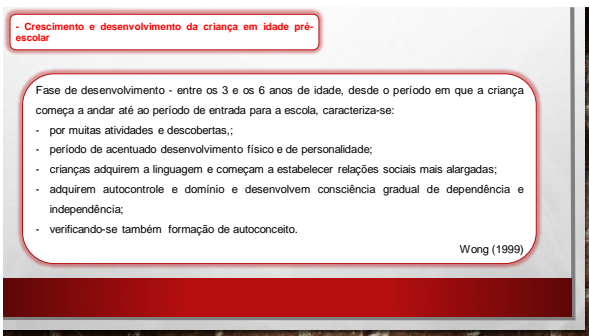 - Crescimento e desenvolvimento da criança em idade pré-
escolar
Fase de desenvolvimento - entre os 3 e os 6 anos de idade, desde o período em que a criança
começa a andar até ao período de entrada para a escola, caracteriza-se:
- por muitas atividades e descobertas,;
- período de acentuado desenvolvimento físico e de personalidade;
- crianças adquirem a linguagem e começam a estabelecer relações sociais mais alargadas;
- adquirem autocontrole e domínio e desenvolvem consciência gradual de dependência e
independência;
- verificando-se também formação de autoconceito.
Wong (1999)